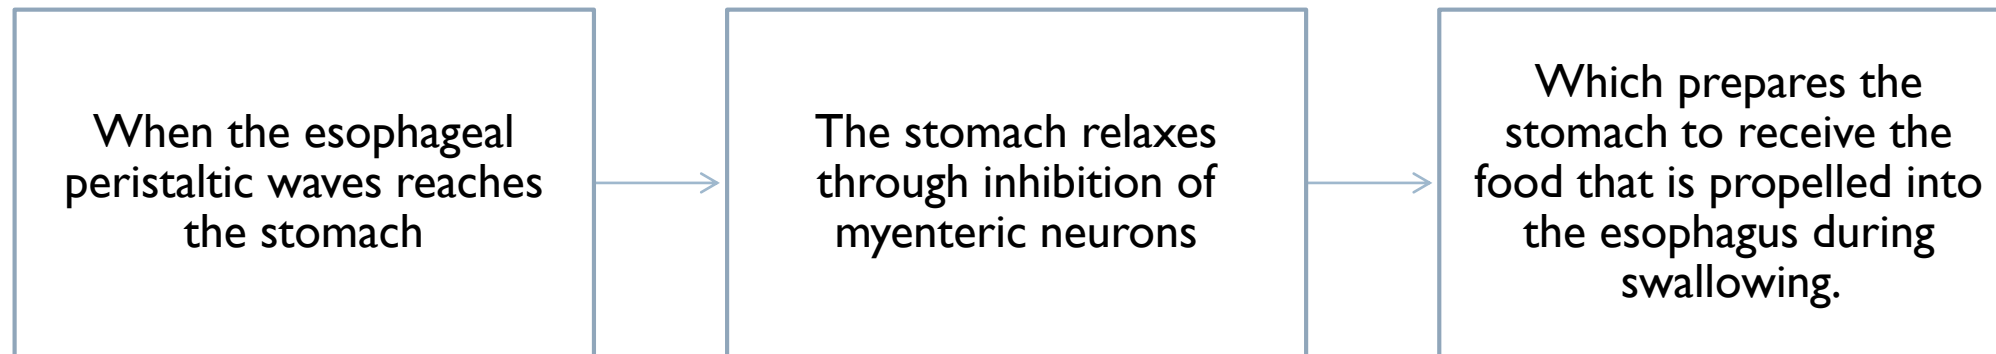 When the esophageal
peristaltic waves reaches
the stomach
The stomach relaxes
through inhibition of
myenteric neurons
Which prepares the
stomach to receive the
food that is propelled into
the esophagus during
swallowing.